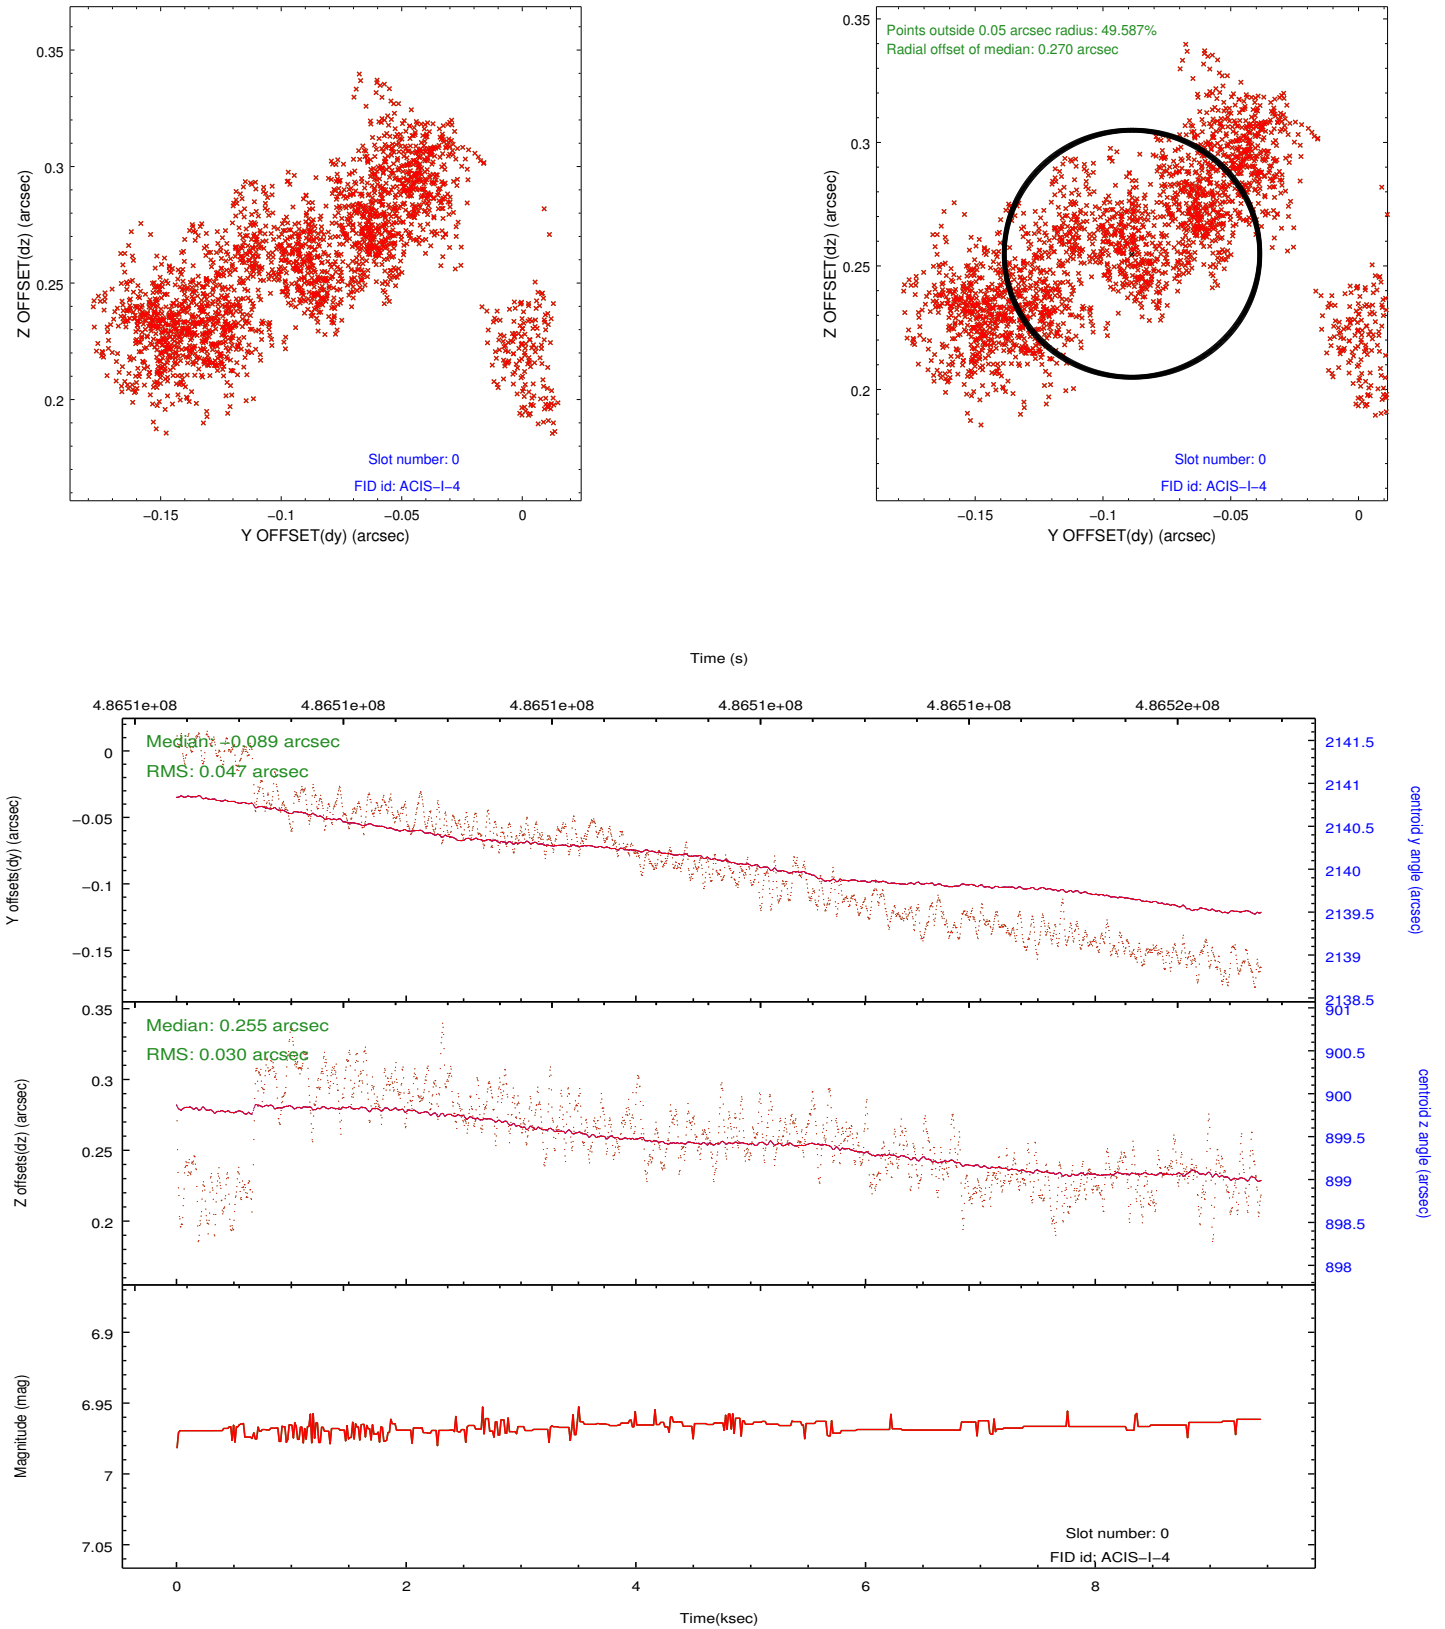 0.35
0.3
0.25
0.2
−0.15
−0.1
−0.05
0
Z OFFSET(dz) (arcsec)
Y OFFSET(dy) (arcsec)
Slot number: 0
FID id: ACIS−I−4
Points outside 0.05 arcsec radius: 49.587%
Radial offset of median: 0.270 arcsec
0.35
0.3
0.25
0.2
−0.15
−0.1
−0.05
0
Z OFFSET(dz) (arcsec)
Y OFFSET(dy) (arcsec)
Slot number: 0
FID id: ACIS−I−4
Time (s)
4.8651e+08
4.8651e+08
4.8651e+08
4.8651e+08
4.8651e+08
4.8652e+08
Median: −0.089 arcsec
RMS: 0.047 arcsec
0
−0.05
−0.1
−0.15
Y offsets(dy) (arcsec)
2141.5
2141
2140.5
2140
2139.5
2139
2138.5
centroid y angle (arcsec)
Median: 0.255 arcsec
RMS: 0.030 arcsec
0.35
0.3
0.25
0.2
Z offsets(dz) (arcsec)
901
900.5
900
899.5
899
898.5
898
centroid z angle (arcsec)
6.9
6.95
7
7.05
Magnitude (mag)
Slot number: 0
FID id: ACIS−I−4
0
2
4
6
8
Time(ksec)